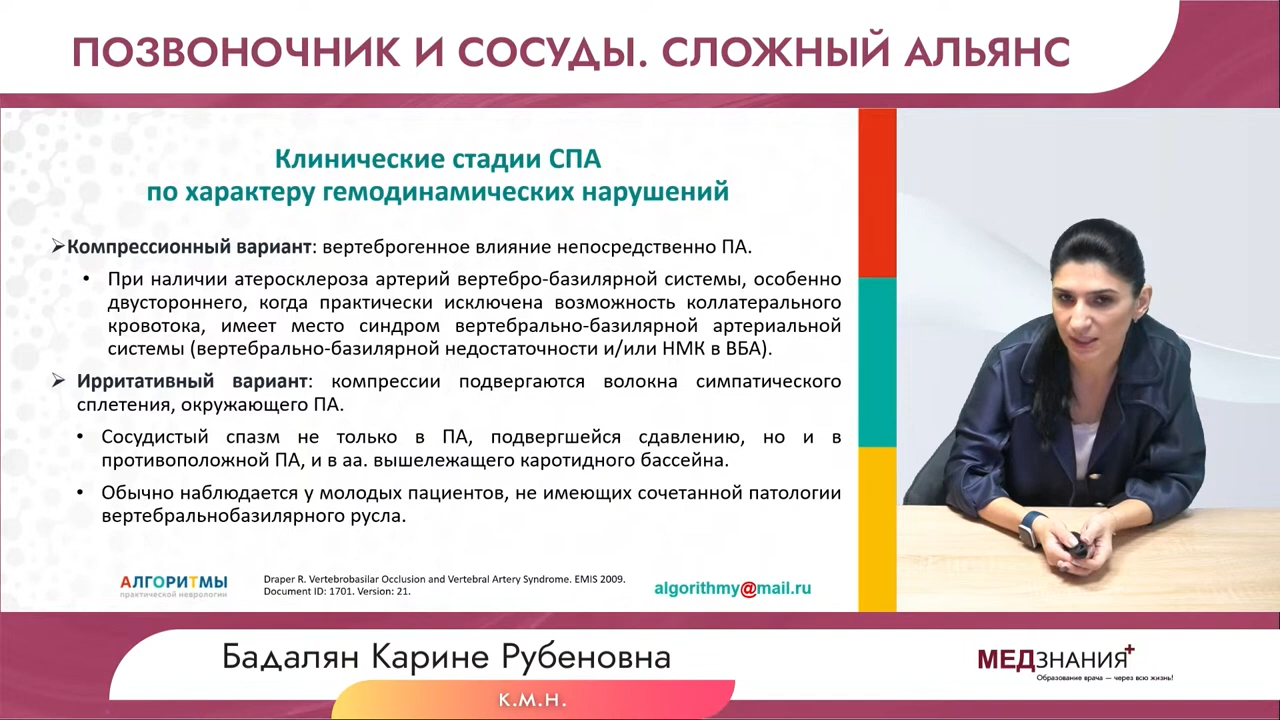 ПОЗВОНОЧНИК И СОСУДЫ. СЛОЖНЫЙ АЛЬЯНС
Клинические стадии СПА
по характеру гемодинамических нарушений
➢Компрессионный вариант: вертеброгенное влияние непосредственно ПА.
• При наличии атеросклероза артерий вертебро-базилярной системы, особенно
двустороннего, когда практически исключена возможность коллатерального
кровотока, имеет место синдром вертебрально-базилярной артериальной
системы (вертебрально-базилярной недостаточности и/или НМК в ВБА).
➢ Ирритативный вариант: компрессии подвергаются волокна симпатического
сплетения, окружающего ПА.
• Сосудистый спазм не только в ПА, подвергшейся сдавлению, но и в
противоположной ПА, и в аа. вышележащего каротидного бассейна.
• Обычно наблюдается у молодых пациентов, не имеющих сочетанной патологии
вертебральнобазилярного русла.
АЛГОРИТМЫ
практической неврологии
Draper R. Vertebrobasilar Occlusion and Vertebral Artery Syndrome. EMIS 2009.
Document ID: 1701. Version: 21.
algorithmy@mail.ru
Бадалян Карине Рубеновна
к.м.н.
МЕДЗНАНИЯ+
Образование врача — через всю жизнь!